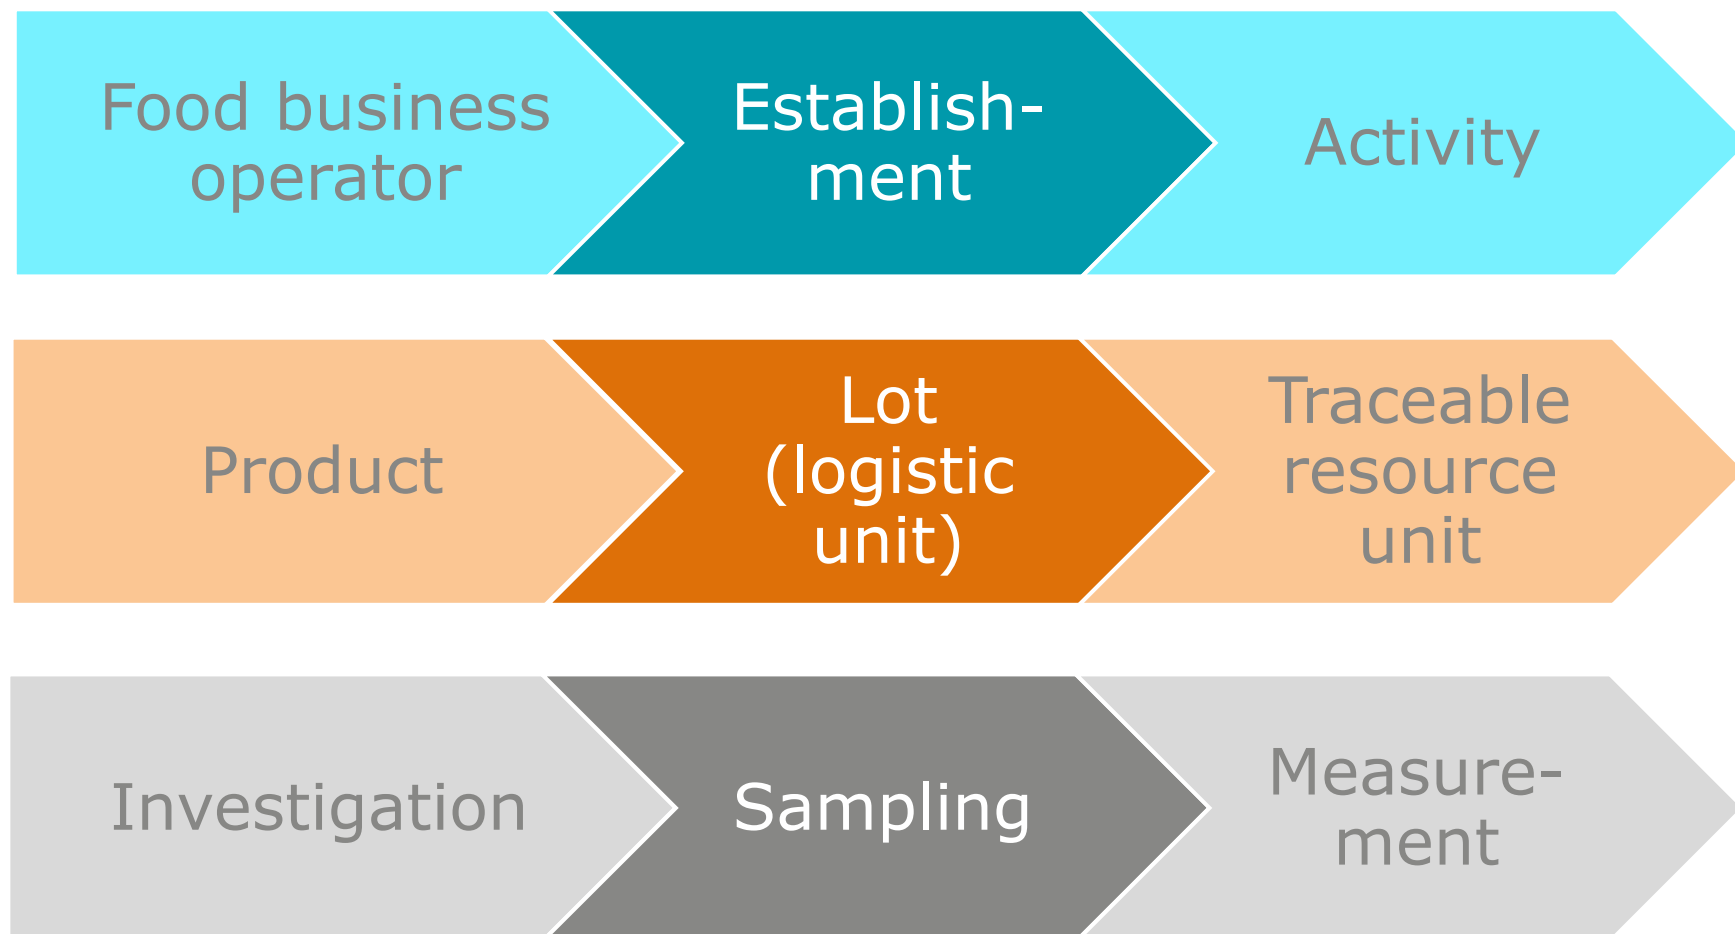 Food business
operator
Establish-
ment
Activity
Product
Lot
(logistic
unit)
Traceable
resource
unit
Investigation
Sampling
Measure-
ment